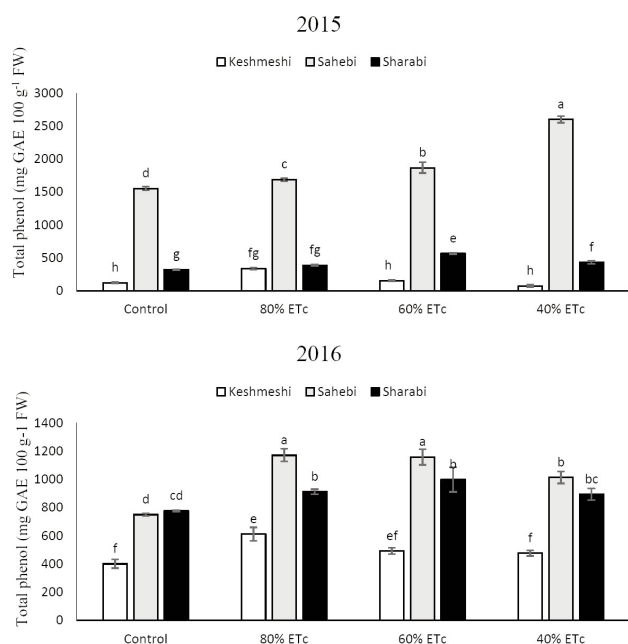 2015
Keshmeshi Sahebi Sharabi
Total phenol (mg GAE 100 g⁻¹ FW)
3000
2500
2000
1500
1000
500
0
h d g
fg c fg
h b e
h a f
Control 80% ETc 60% ETc 40% ETc
2016
Keshmeshi Sahebi Sharabi
Total phenol (mg GAE 100 g-1 FW)
1400
1200
1000
800
600
400
200
0
f d cd
e a b
ef a b
f b bc
Control 80% ETc 60% ETc 40% ETc